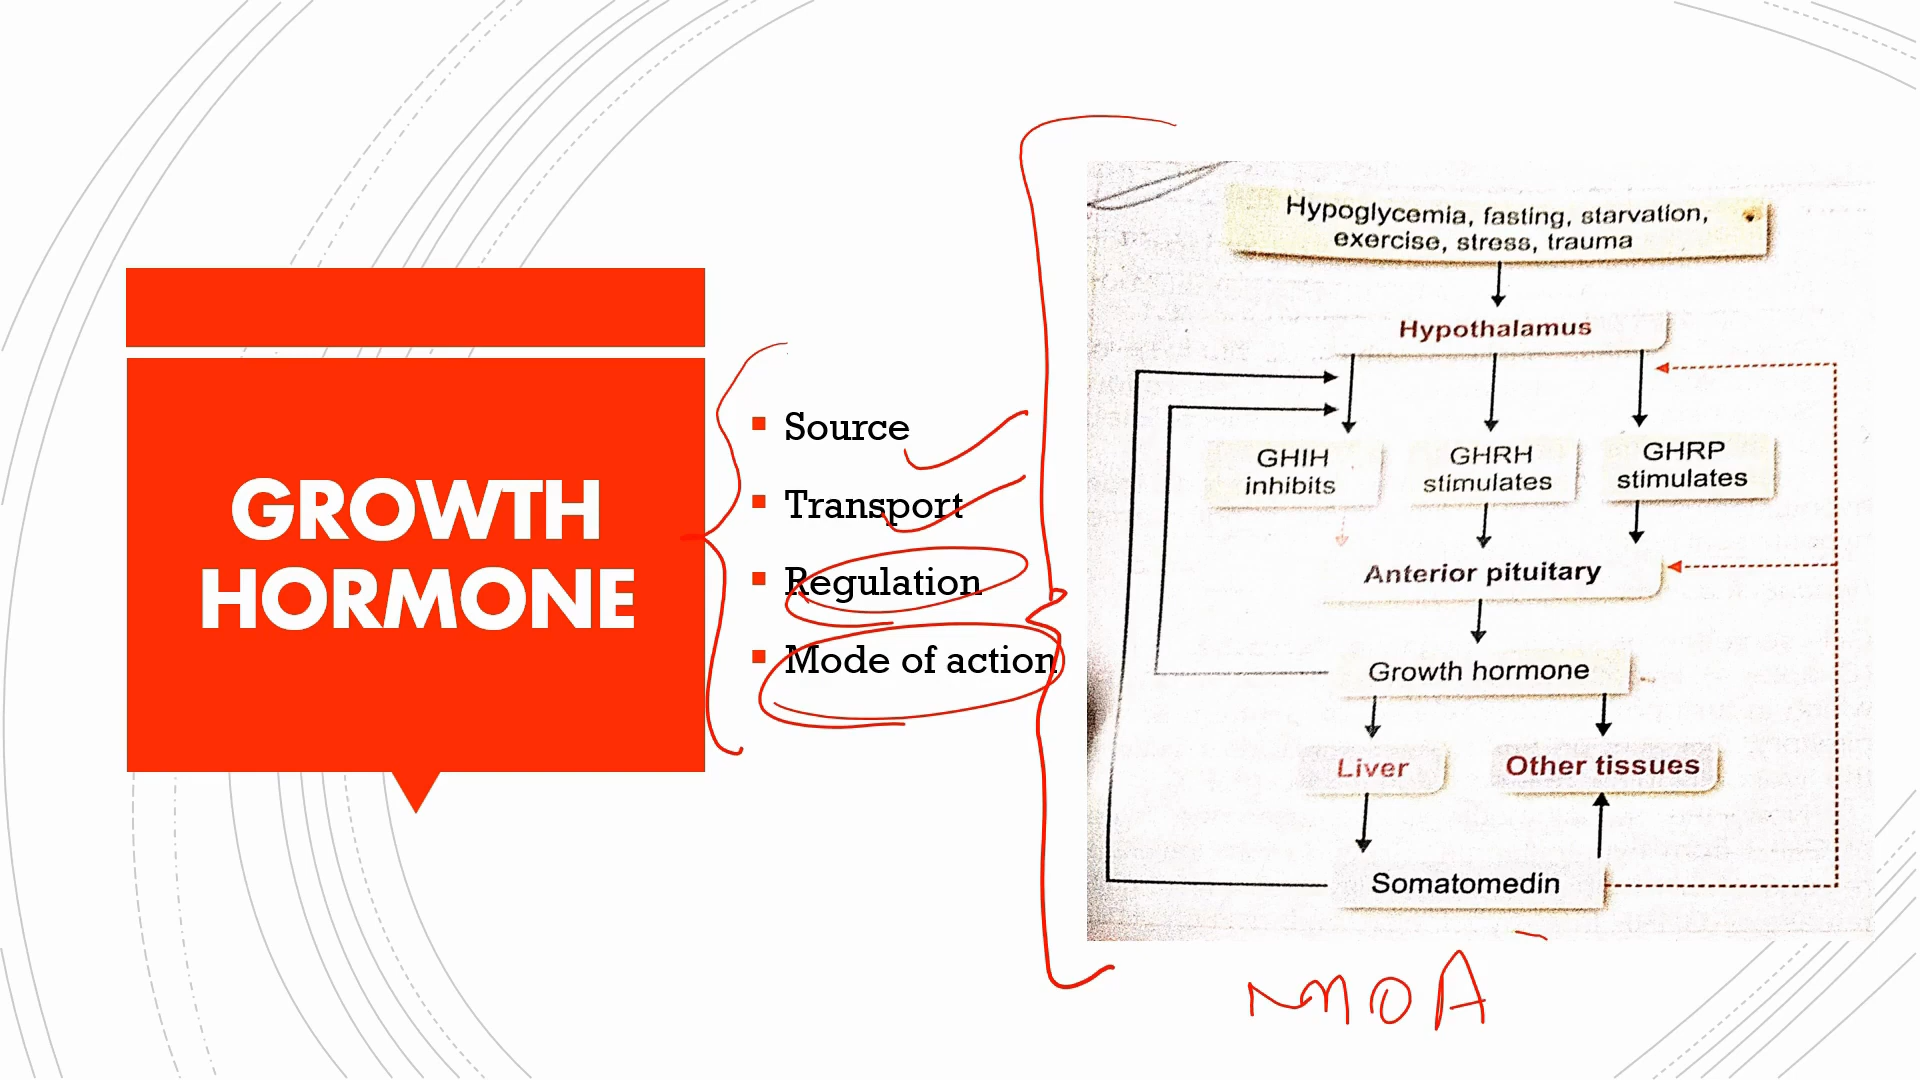 GROWTH
HORMONE
Source
Transport
Regulation
Mode of action
Hypoglycemia, fasting, starvation,
exercise, stress, trauma
Hypothalamus
GHIH
inhibits
GHRH
stimulates
GHRP
stimulates
Anterior pituitary
Growth hormone
Liver
Other tissues
Somatomedin
MOA